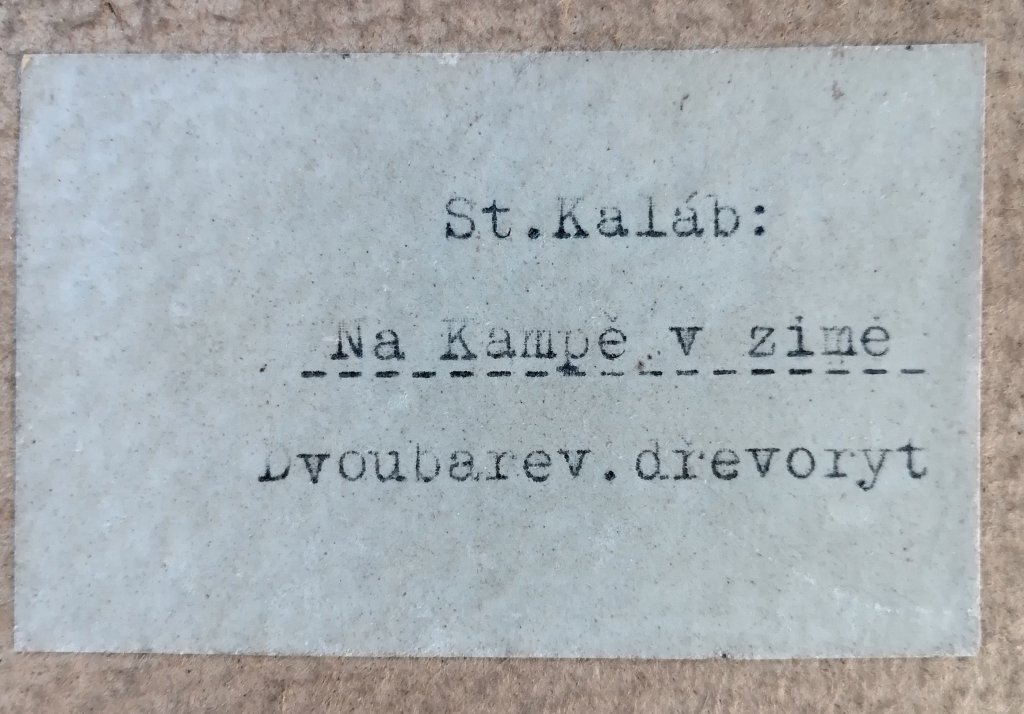 St.Kaláb:
Na Kampě v zimě
Dvoubarev.dřevoryt